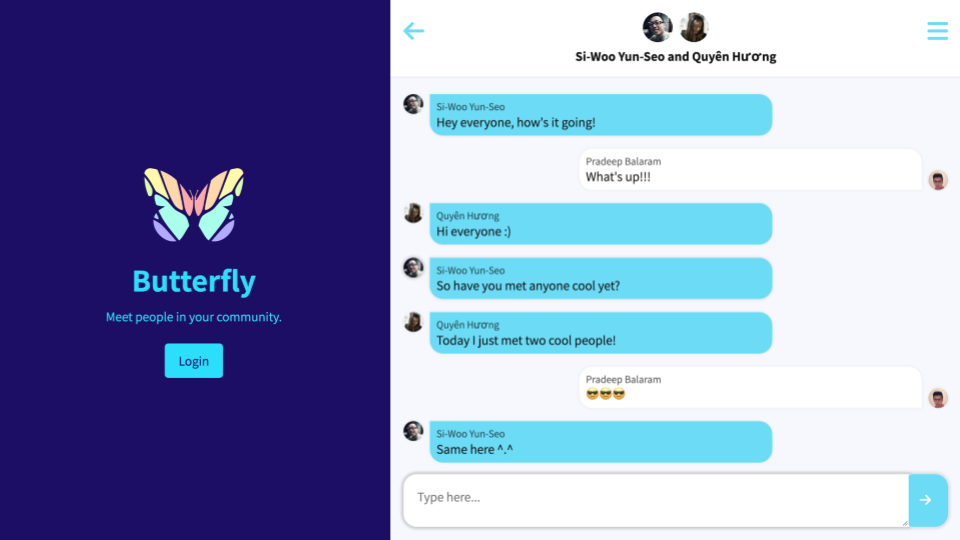 Butterfly
Meet people in your community.
Login
Si-Woo Yun-Seo and Quyên Hương
Si-Woo Yun-Seo
Hey everyone, how's it going!
Pradeep Balaram
What's up!!!
Quyên Hương
Hi everyone :)
Si-Woo Yun-Seo
So have you met anyone cool yet?
Quyên Hương
Today I just met two cool people!
Pradeep Balaram
😎😎😎
Si-Woo Yun-Seo
Same here ^.^
Type here...